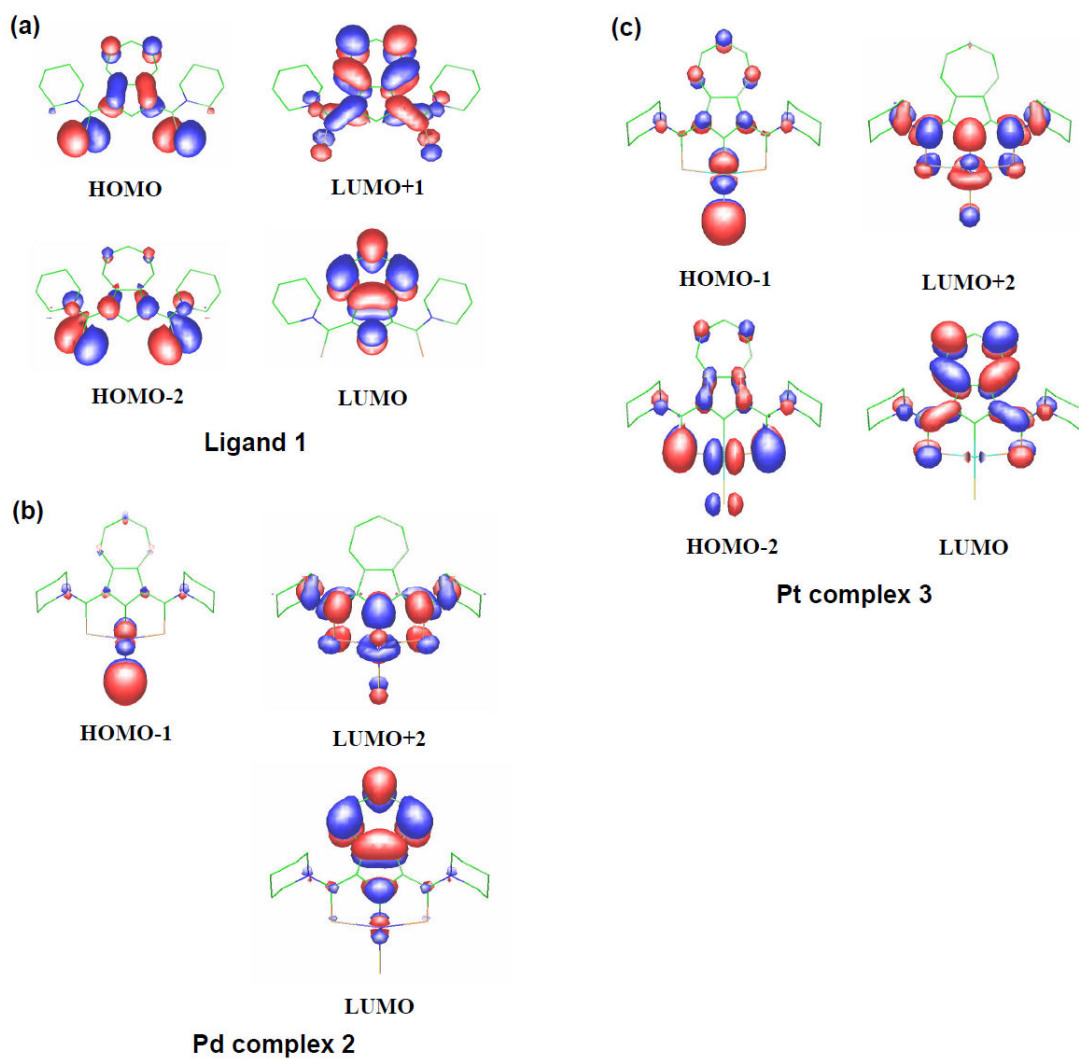 (a)
HOMO
LUMO+1
HOMO-2
LUMO
Ligand 1
(b)
HOMO-1
LUMO+2
LUMO
Pd complex 2
(c)
HOMO-1
LUMO+2
HOMO-2
LUMO
Pt complex 3